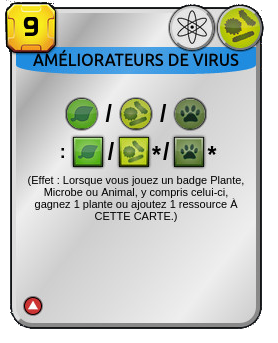 9
AMÉLIORATEURS DE VIRUS
/ /
: / */ *
(Effet : Lorsque vous jouez un badge Plante,
Microbe ou Animal, y compris celui-ci,
gagnez 1 plante ou ajoutez 1 ressource À
CETTE CARTE.)